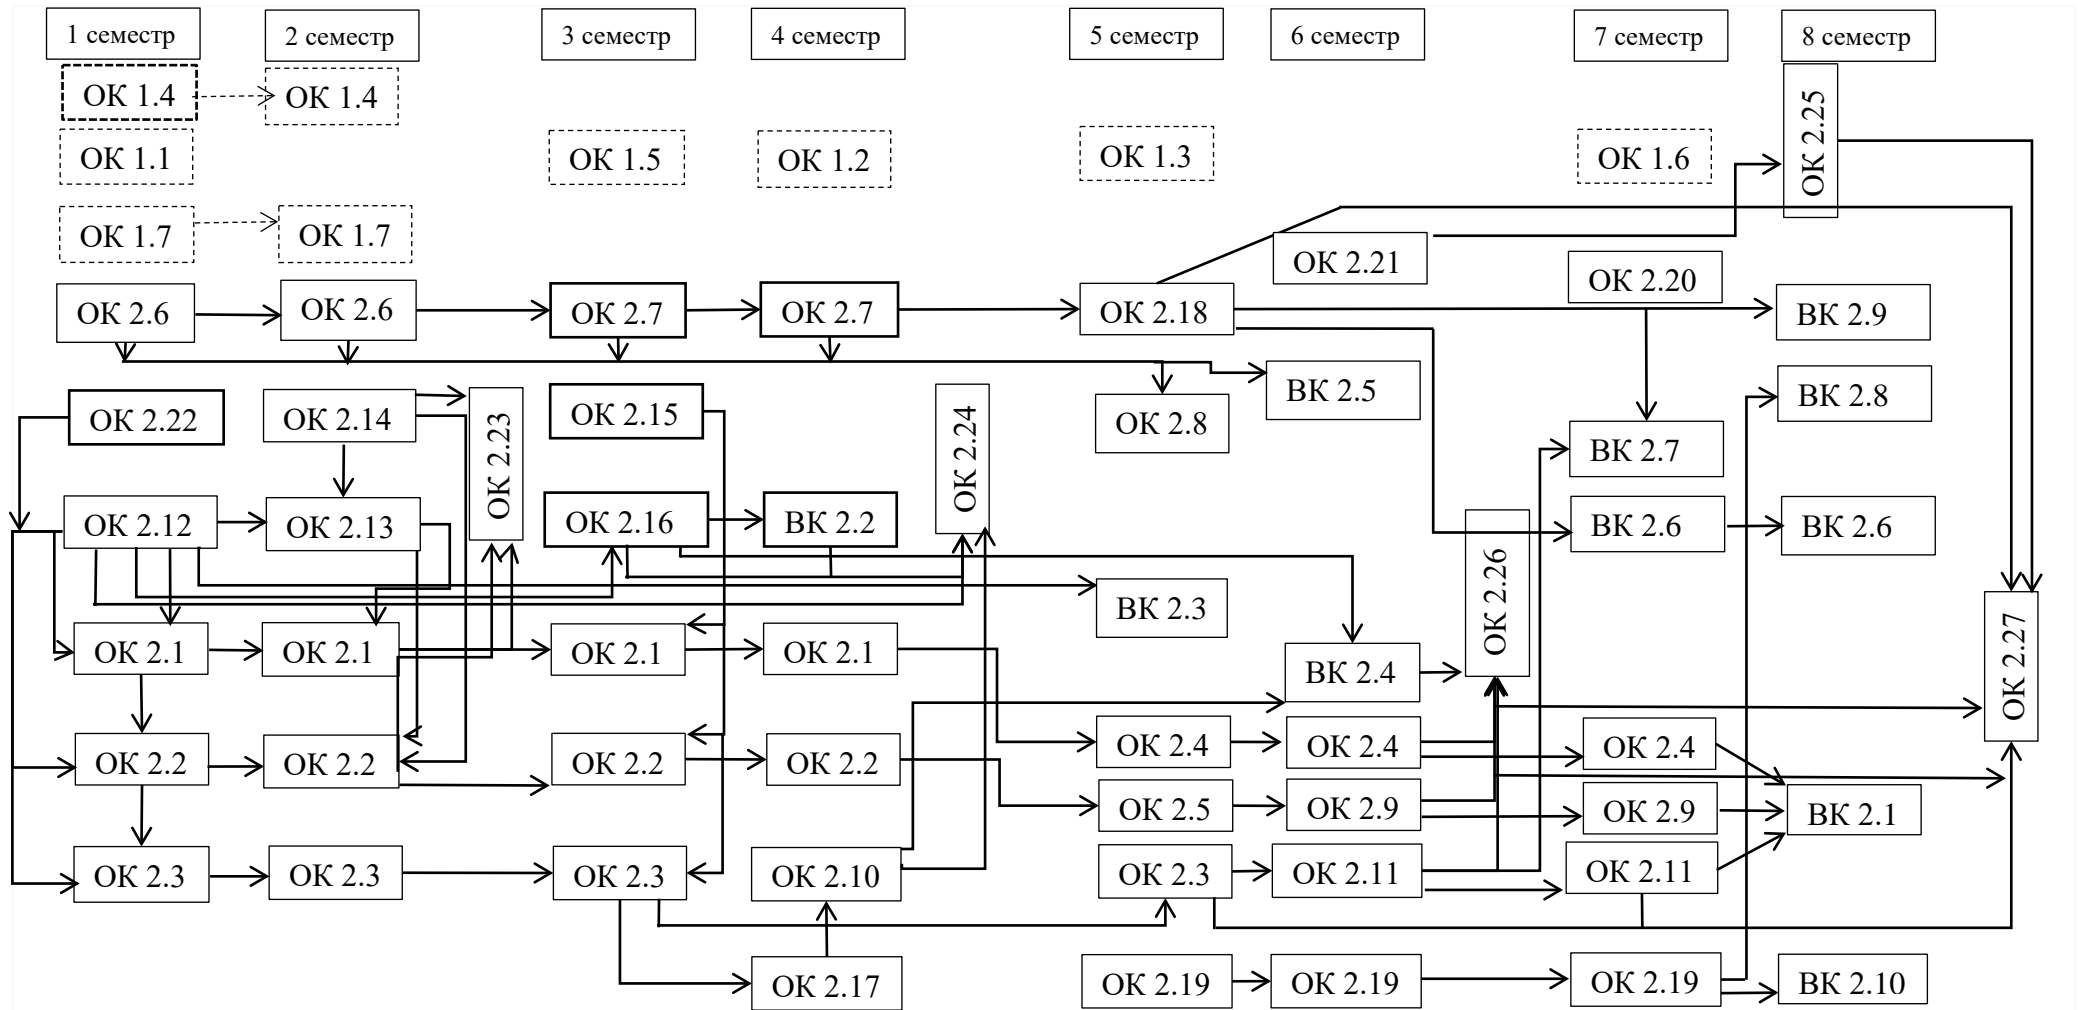 1 семестр
2 семестр
3 семестр
4 семестр
5 семестр
6 семестр
7 семестр
8 семестр
ОК 1.4
ОК 1.4
ОК 2.25
ОК 1.1
ОК 1.5
ОК 1.2
ОК 1.3
ОК 1.6
ОК 1.7
ОК 1.7
ОК 2.21
ОК 2.20
ОК 2.6
ОК 2.6
ОК 2.7
ОК 2.7
ОК 2.18
ВК 2.9
ОК 2.22
ОК 2.14
ОК 2.23
ОК 2.15
ОК 2.24
ОК 2.8
ВК 2.5
ВК 2.8
ВК 2.7
ОК 2.12
ОК 2.13
ОК 2.16
ВК 2.2
ВК 2.6
ВК 2.6
ВК 2.3
ОК 2.26
ОК 2.27
ОК 2.1
ОК 2.1
ОК 2.1
ОК 2.1
ВК 2.4
ОК 2.2
ОК 2.2
ОК 2.2
ОК 2.2
ОК 2.4
ОК 2.4
ОК 2.4
ОК 2.5
ОК 2.9
ОК 2.9
ВК 2.1
ОК 2.3
ОК 2.3
ОК 2.3
ОК 2.10
ОК 2.3
ОК 2.11
ОК 2.11
ОК 2.17
ОК 2.19
ОК 2.19
ОК 2.19
ВК 2.10